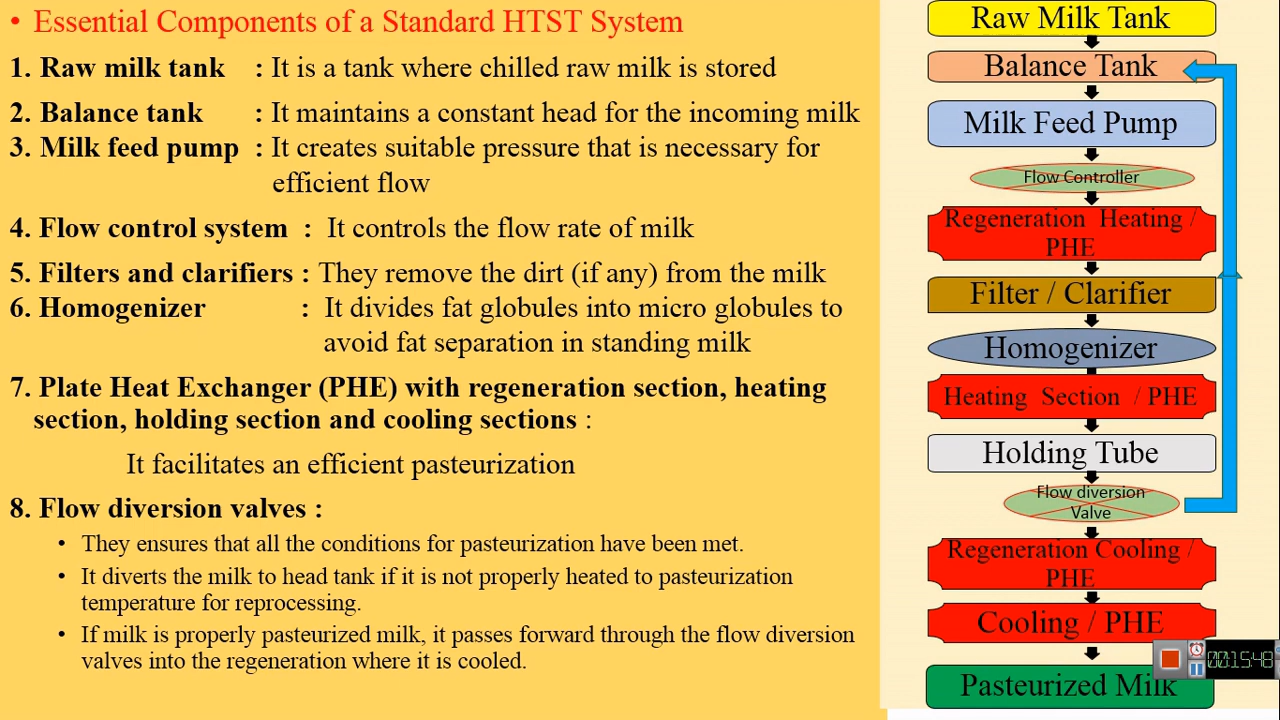 • Essential Components of a Standard HTST System
1. Raw milk tank : It is a tank where chilled raw milk is stored
2. Balance tank : It maintains a constant head for the incoming milk
3. Milk feed pump : It creates suitable pressure that is necessary for
efficient flow
4. Flow control system : It controls the flow rate of milk
5. Filters and clarifiers : They remove the dirt (if any) from the milk
6. Homogenizer : It divides fat globules into micro globules to
avoid fat separation in standing milk
7. Plate Heat Exchanger (PHE) with regeneration section, heating
section, holding section and cooling sections :
It facilitates an efficient pasteurization
8. Flow diversion valves :
• They ensures that all the conditions for pasteurization have been met.
• It diverts the milk to head tank if it is not properly heated to pasteurization
temperature for reprocessing.
• If milk is properly pasteurized milk, it passes forward through the flow diversion
valves into the regeneration where it is cooled.
Raw Milk Tank
Balance Tank
Milk Feed Pump
Flow Controller
Regeneration Heating /
PHE
Filter / Clarifier
Homogenizer
Heating Section / PHE
Holding Tube
Flow diversion
Valve
Regeneration Cooling /
PHE
Cooling / PHE
00:15:48
Pasteurized Milk